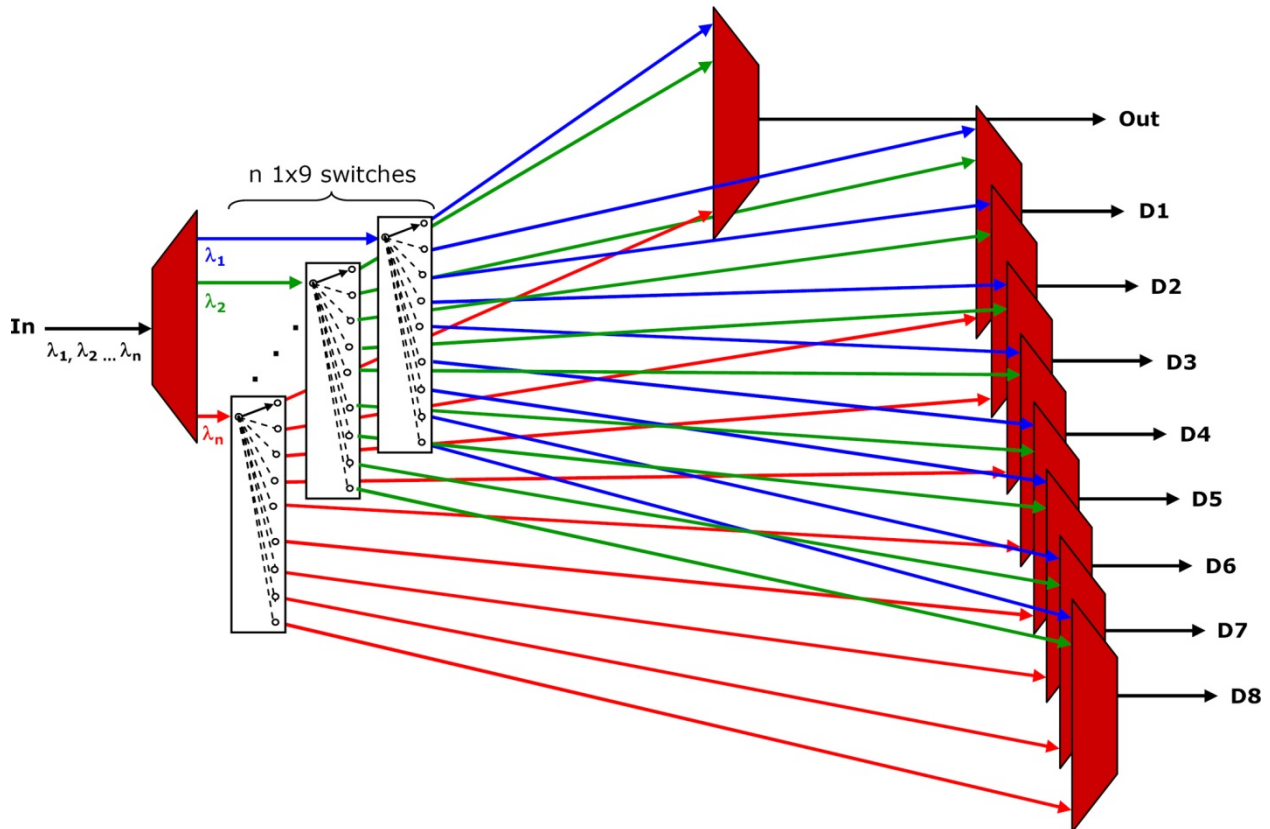 Out
n 1x9 switches
D1
λ1
D2
λ2
In
λ1, λ2 ... λn
D3
λn
D4
D5
D6
D7
D8